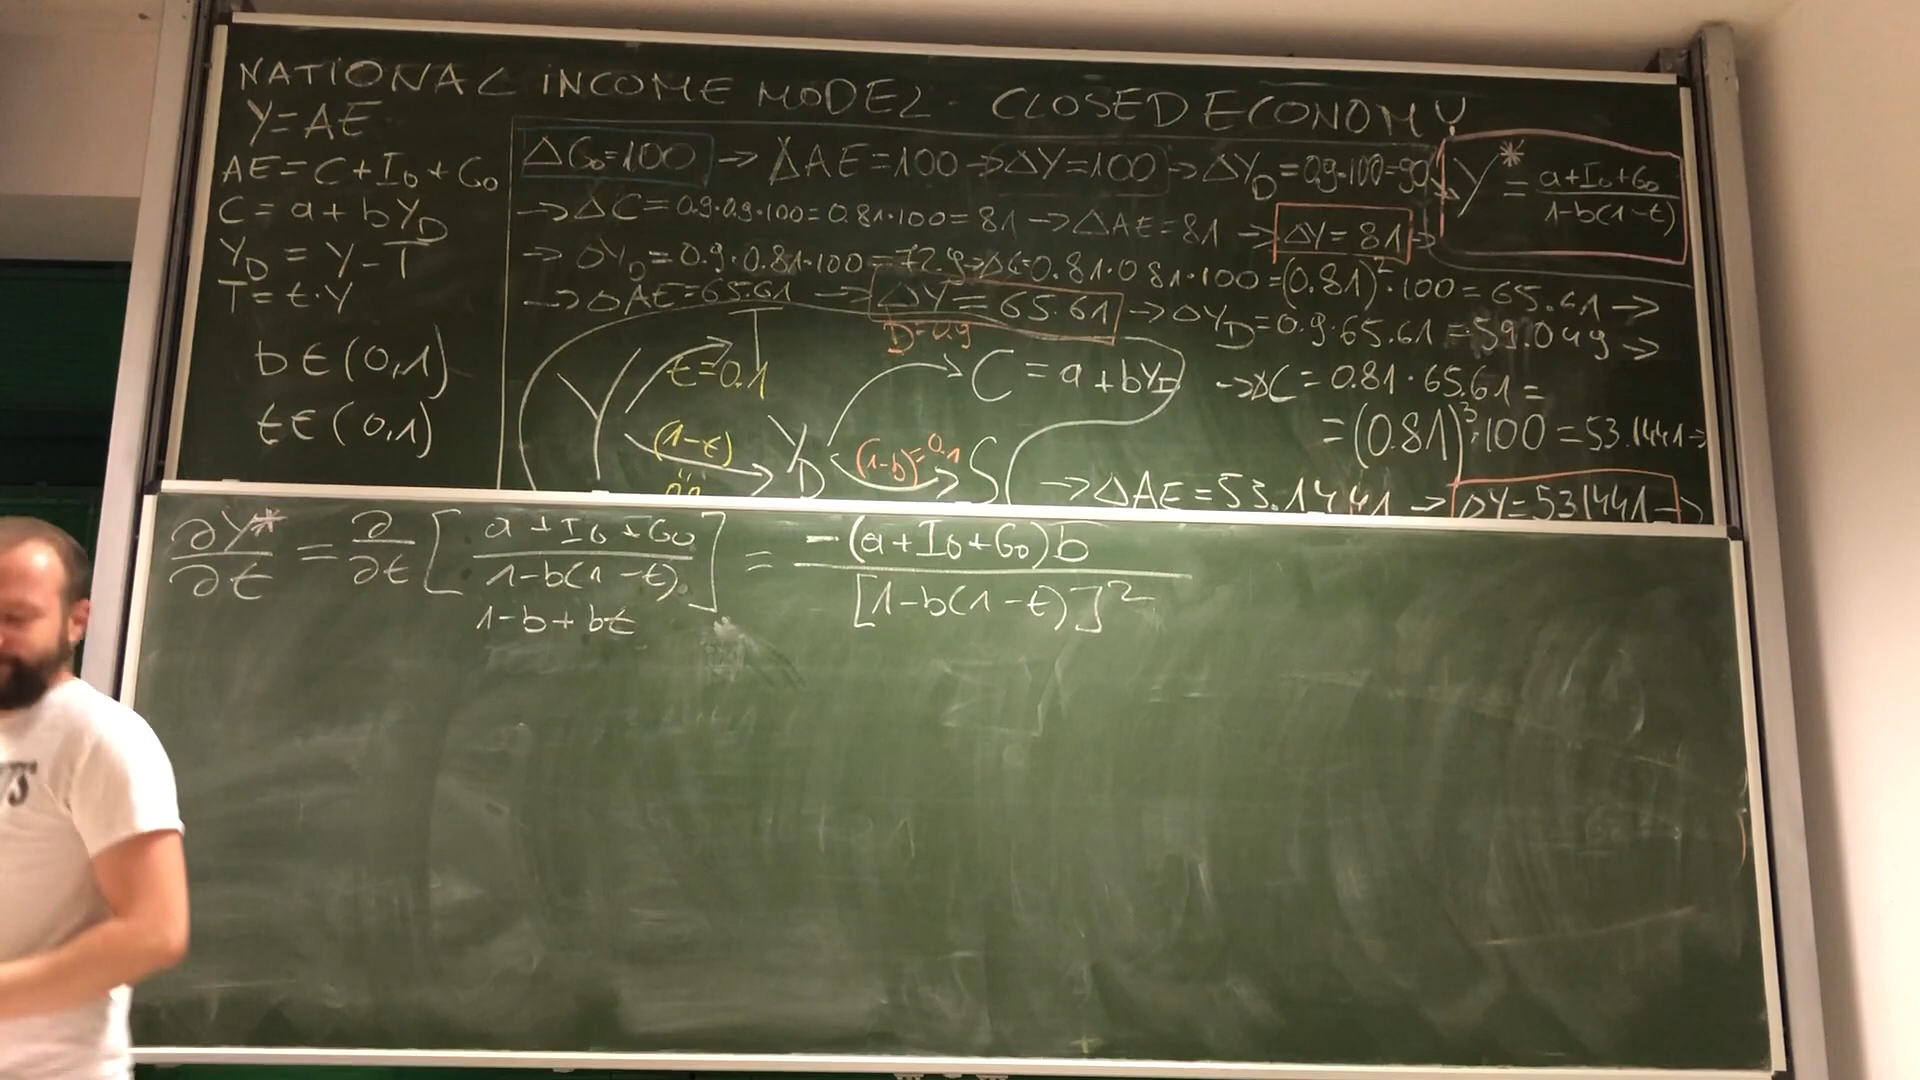 NATIONAL INCOME MODEL - CLOSED ECONOMY
Y=AE
AE=C+I₀+G₀
C=a+bY_D
Y_D=Y-T
T=t·Y
b∈(0,1)
t∈(0,1)
ΔG₀=100 → ΔAE=100 → ΔY=100 → ΔY_D=0.9·100=90 →
→ ΔC=0.9·0.9·100=0.81·100=81 → ΔAE=81 → ΔY=81 →
→ ΔY_D=0.9·0.81·100=72.9 → ΔC=0.81·0.81·100=(0.81)²·100=65.61 →
→ ΔAE=65.61 → ΔY=65.61 → ΔY_D=0.9·65.61=59.049 →
→ ΔC=0.81·65.61=
=(0.81)³·100=53.1441 →
→ ΔAE=53.1441 → ΔY=53.1441 →
Y*=(a+I₀+G₀)/(1-b(1-t))
Y
t=0.1
T
(1-t)
Y_D
b=0.9
C=a+bY_D
(1-b)=0.1
S
∂Y*/∂t = ∂/∂t [(a+I₀+G₀)/(1-b(1-t))] = -(a+I₀+G₀)b/[1-b(1-t)]²
1-b+bt